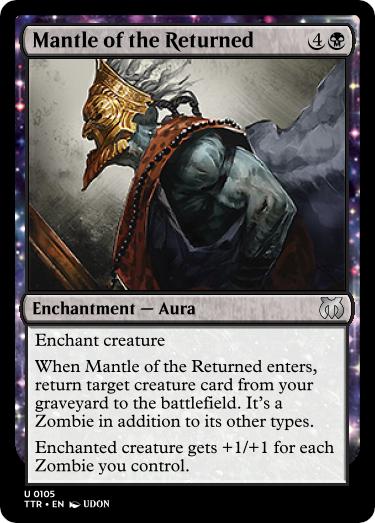 Mantle of the Returned 4
Enchantment — Aura
Enchant creature
When Mantle of the Returned enters,
return target creature card from your
graveyard to the battlefield. It's a
Zombie in addition to its other types.
Enchanted creature gets +1/+1 for each
Zombie you control.
U 0105
TTR • EN UDON